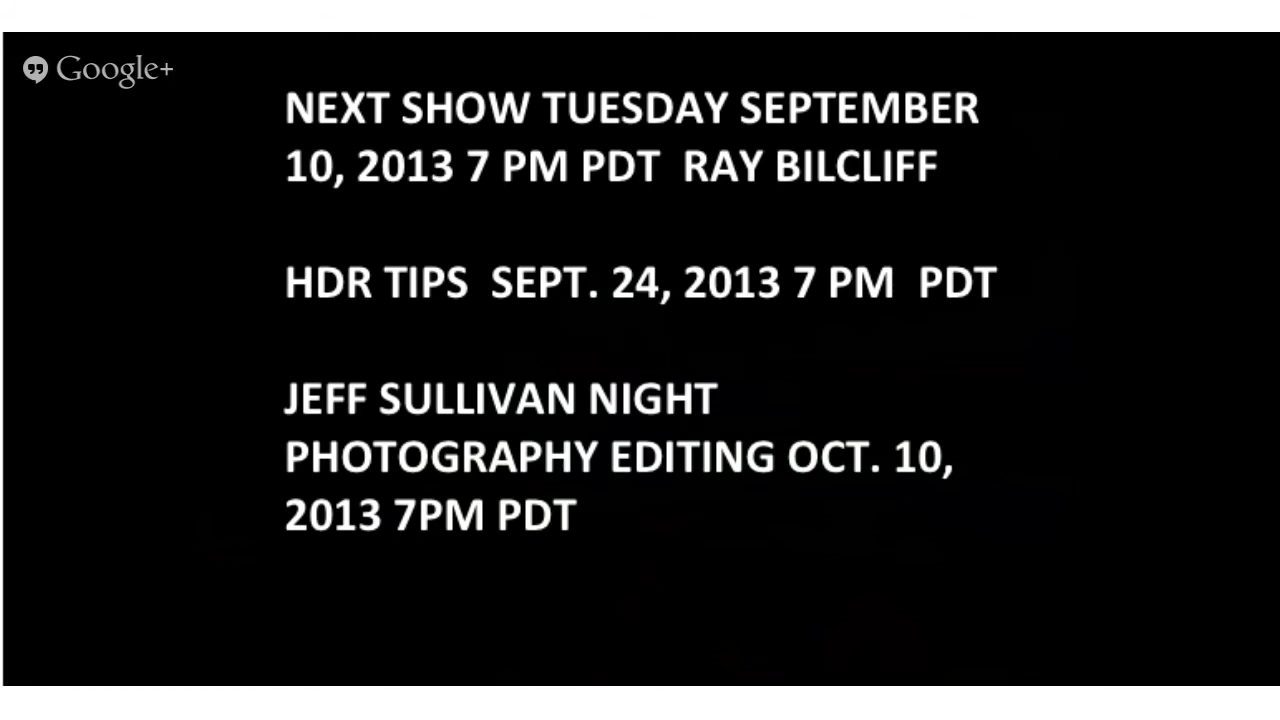 Google+
NEXT SHOW TUESDAY SEPTEMBER
10, 2013 7 PM PDT RAY BILCLIFF
HDR TIPS SEPT. 24, 2013 7 PM PDT
JEFF SULLIVAN NIGHT
PHOTOGRAPHY EDITING OCT. 10,
2013 7PM PDT